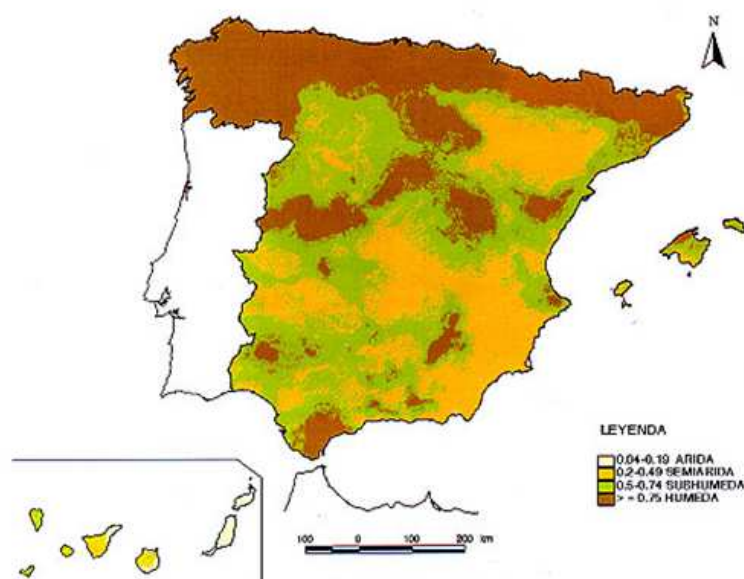 N
LEYENDA
0.04-0.19 ARIDA
0.2-0.49 SEMIARIDA
0.5-0.74 SUBHUMEDA
> = 0.75 HUMEDA
100 0 100 200 km